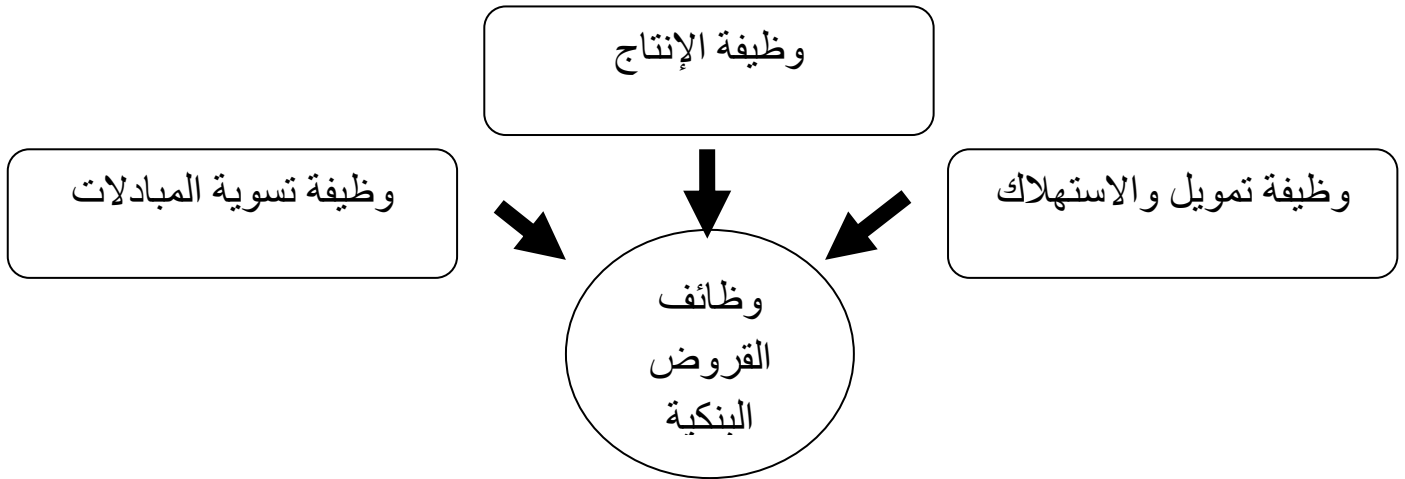 وظيفة الإنتاج
وظيفة تمويل والاستهلاك
وظيفة تسوية المبادلات
وظائف
القروض
البنكية